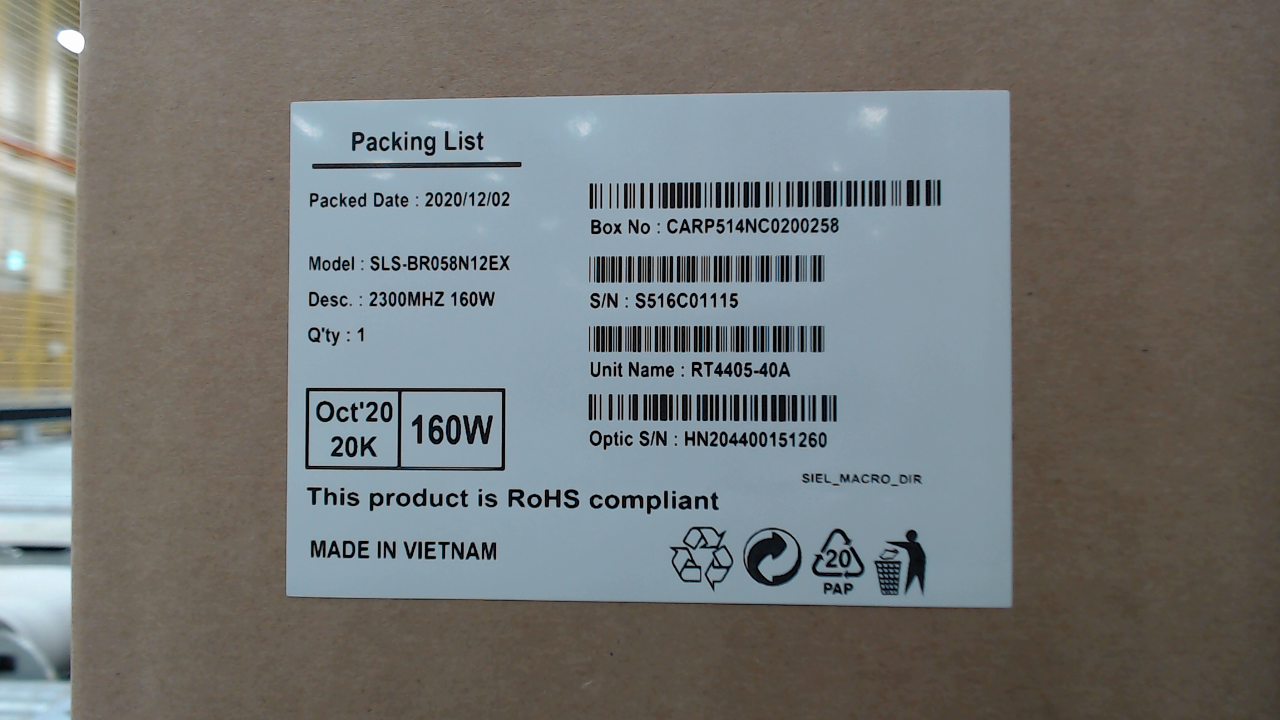 Packing List
Packed Date : 2020/12/02
Box No : CARP514NC0200258
Model : SLS-BR058N12EX
S/N : S516C01115
Desc. : 2300MHZ 160W
Q'ty : 1
Unit Name : RT4405-40A
Oct'20
20K
160W
Optic S/N : HN204400151260
SIEL_MACRO_DIR
This product is RoHS compliant
MADE IN VIETNAM
20
PAP